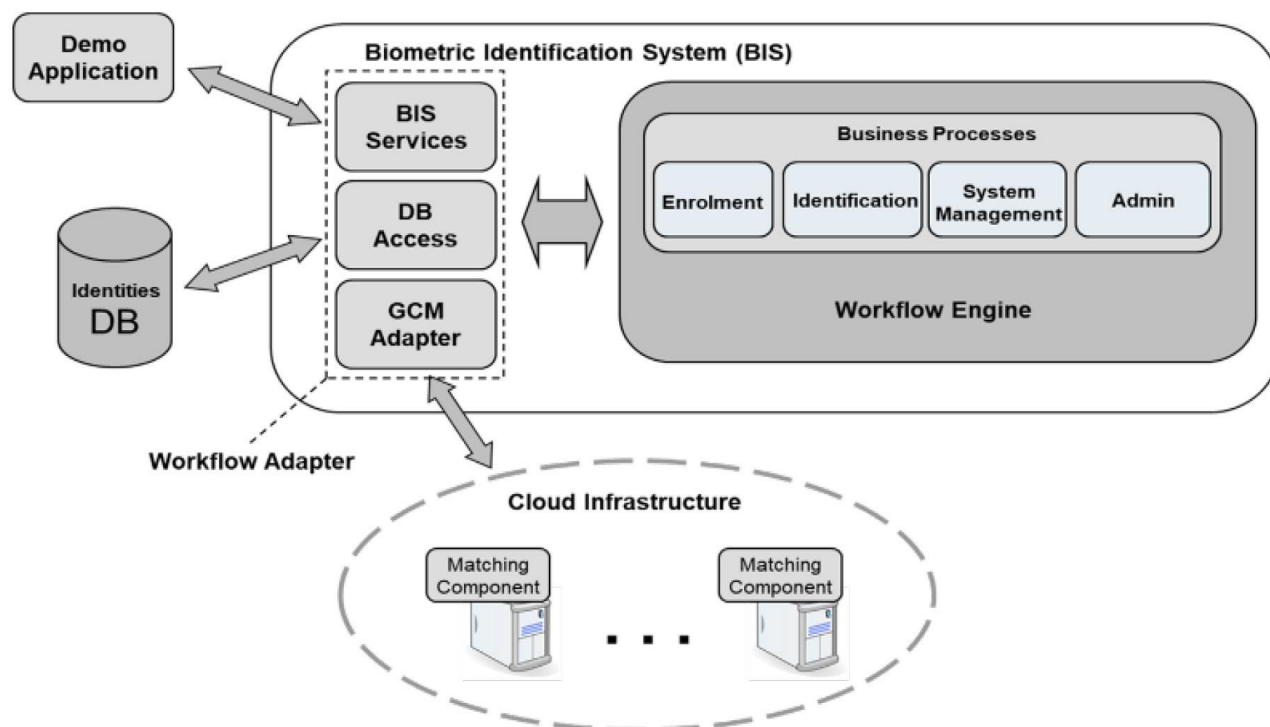 Demo
Application
Biometric Identification System (BIS)
BIS
Services
DB
Access
GCM
Adapter
Business Processes
Enrolment
Identification
System
Management
Admin
Workflow Engine
Identities
DB
Workflow Adapter
Cloud Infrastructure
Matching
Component
Matching
Component